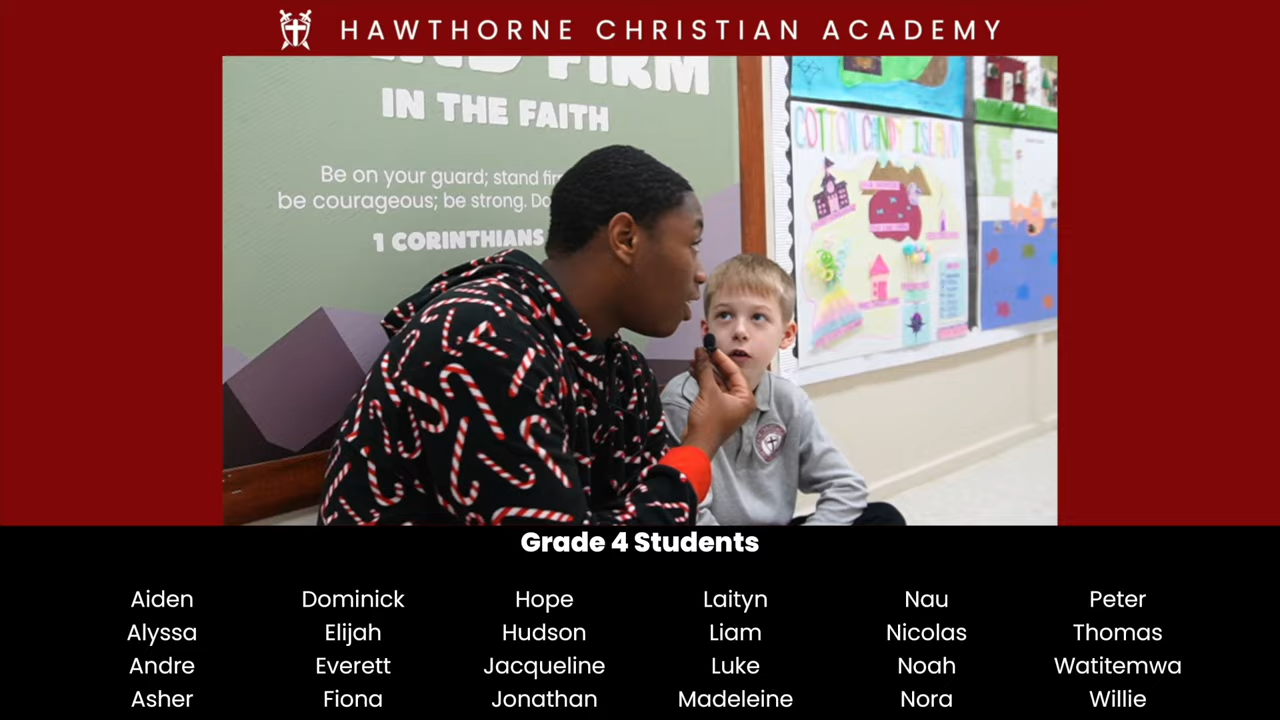 HAWTHORNE CHRISTIAN ACADEMY
FIRM
IN THE FAITH
Be on your guard; stand
be courageous; be strong.
1 CORINTHIANS
COTTON CANDY ISLAND
Grade 4 Students
Aiden Dominick Hope Laityn Nau Peter
Alyssa Elijah Hudson Liam Nicolas Thomas
Andre Everett Jacqueline Luke Noah Watitemwa
Asher Fiona Jonathan Madeleine Nora Willie